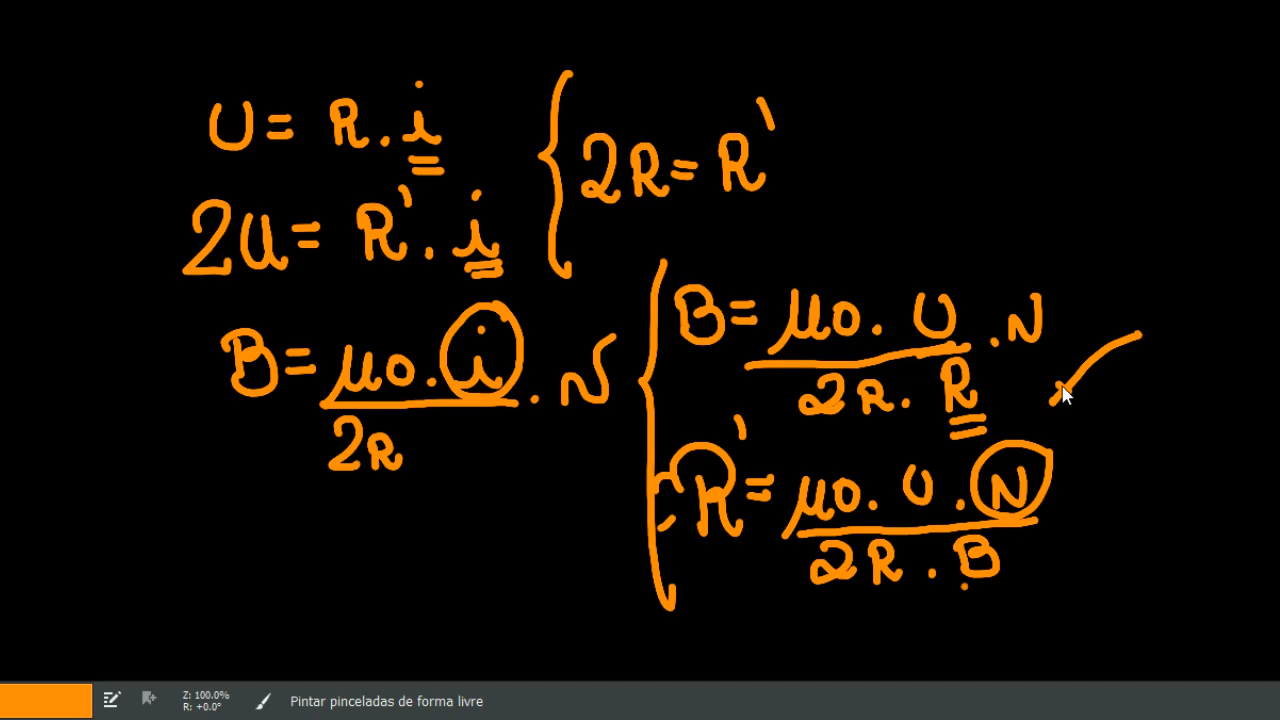 U = R . i
2U = R' . i
2R = R'
B = μo . i / 2R . N
B = μo . U / 2R . R . N
R' = μo . U . N / 2R . B
Z: 100.0%
R: +0.0°
Pintar pinceladas de forma livre